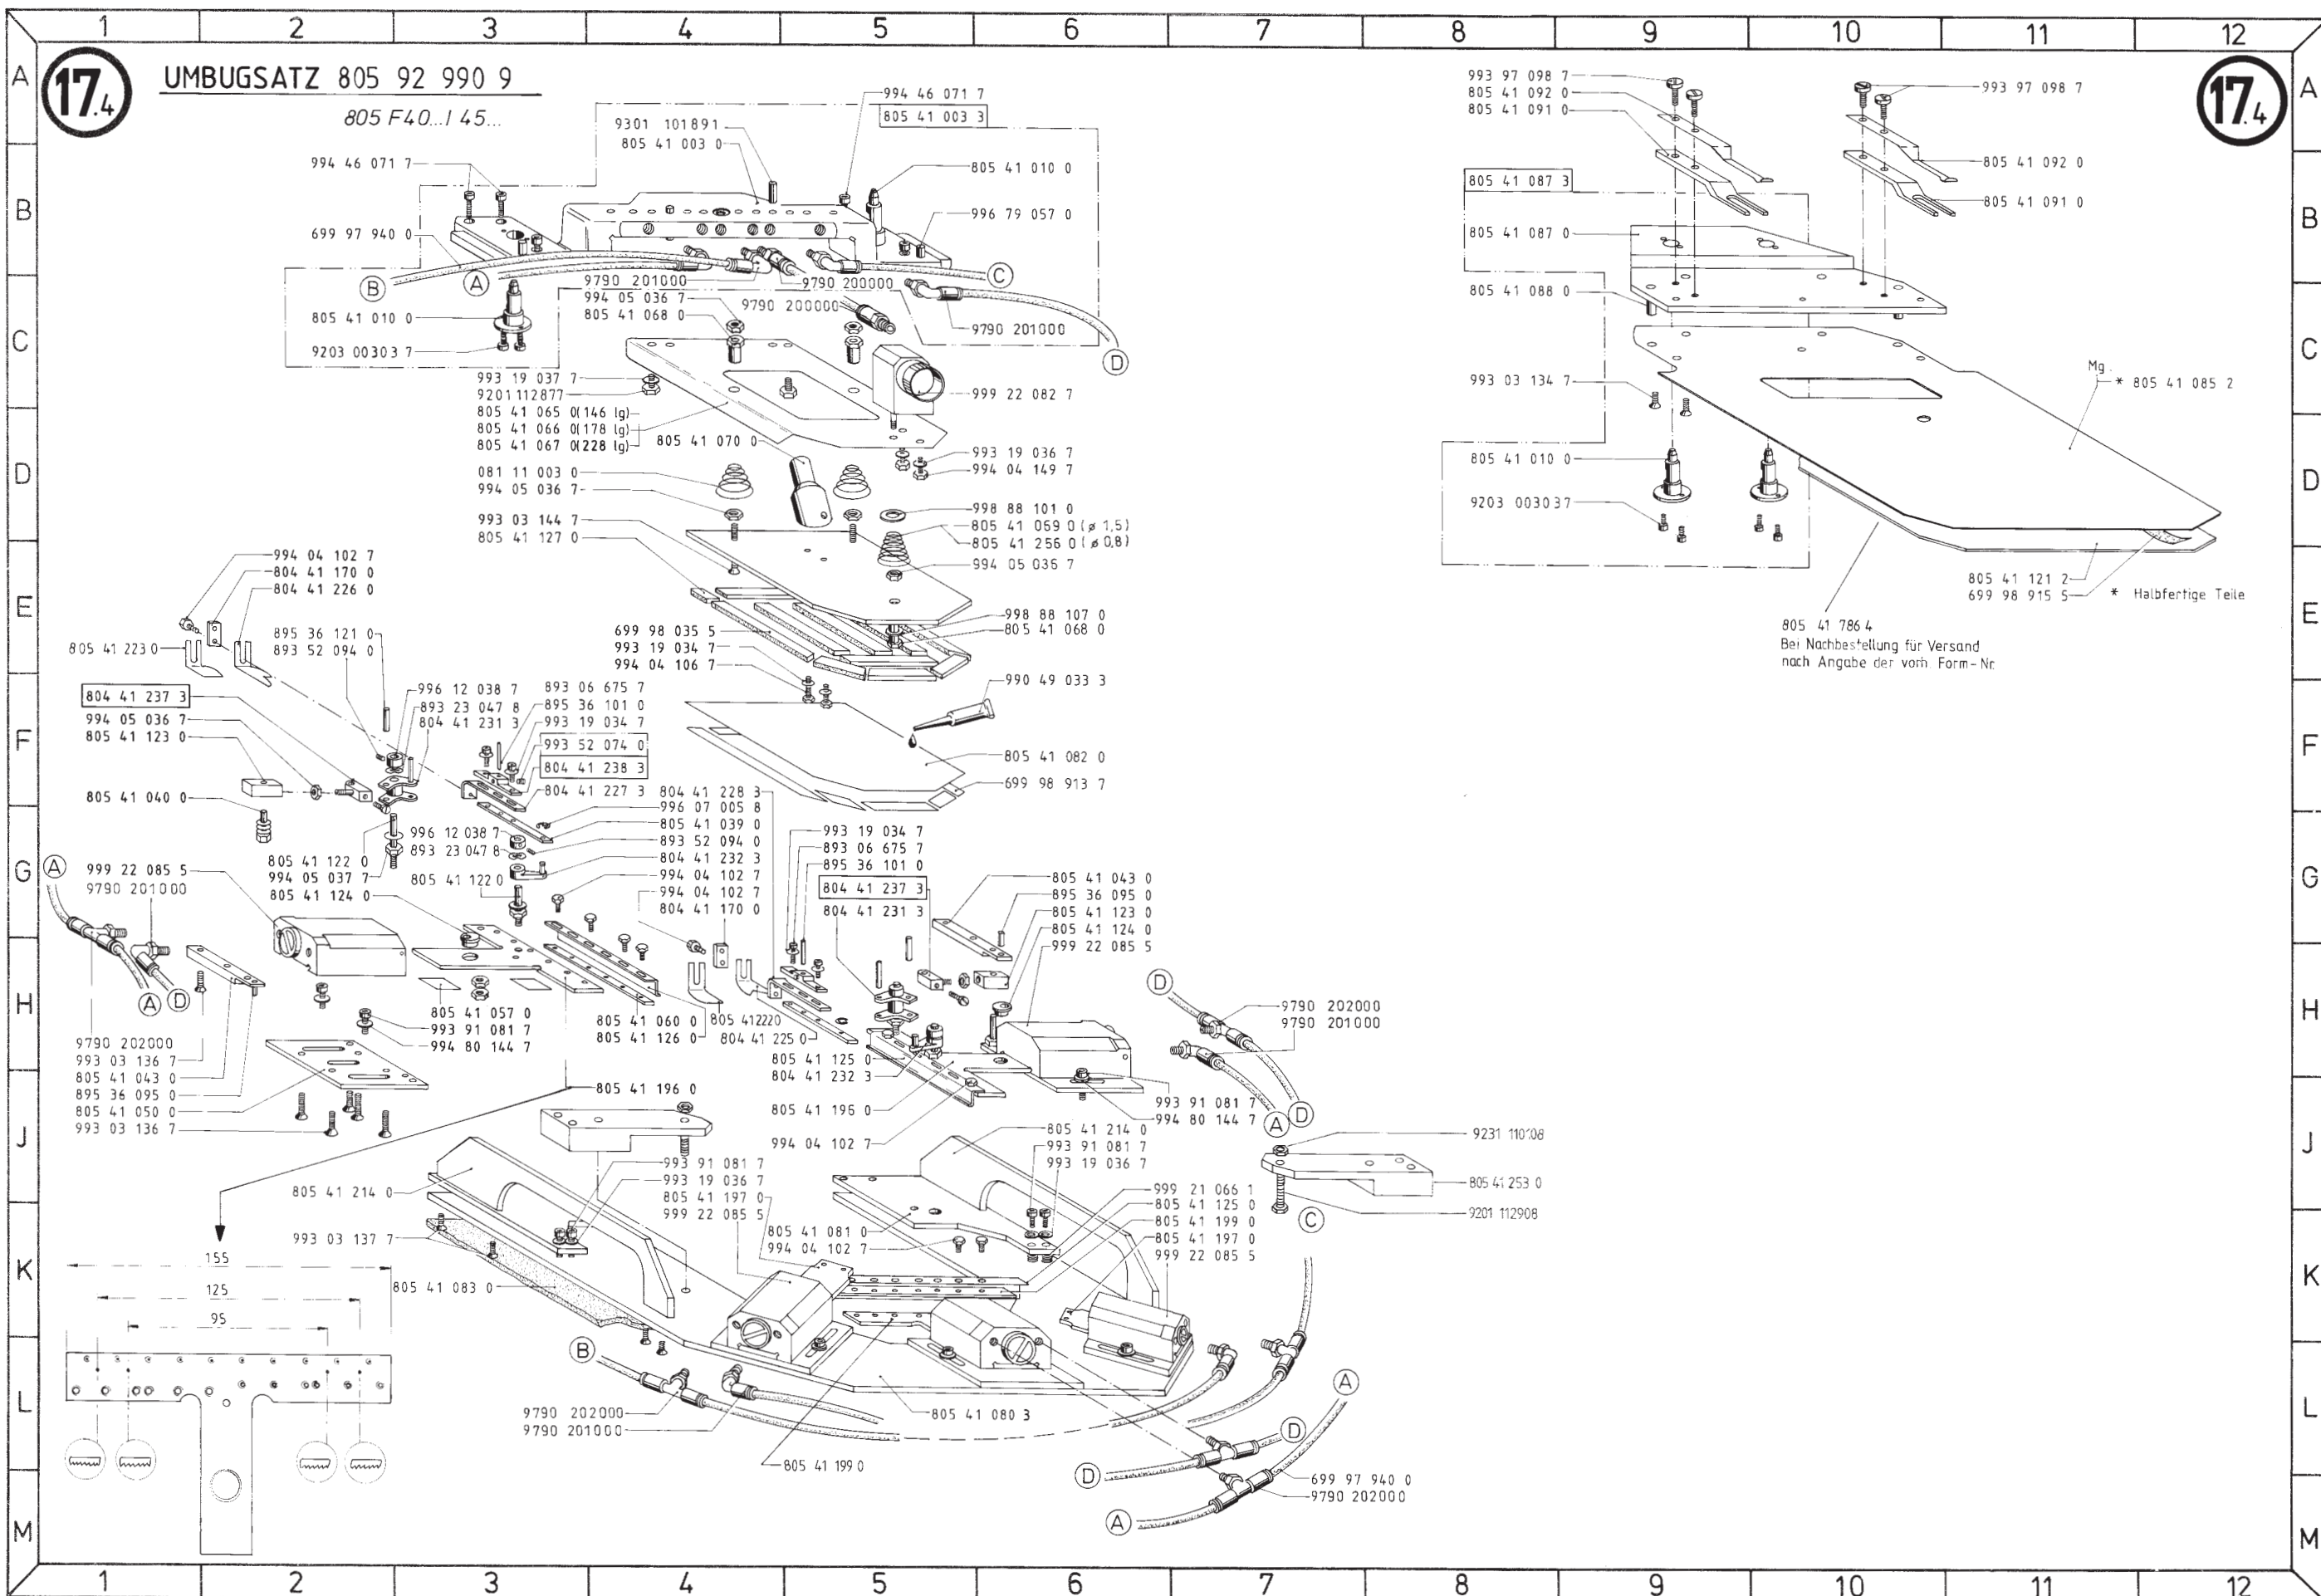 1 2 3 4 5 6 7 8 9 10 11 12
A B C D E F G H J K L M
17.4
UMBUGSATZ 805 92 990 9
805 F40...I 45...
17.4
994 46 071 7
9301 101891
805 41 003 3
805 41 003 0
994 46 071 7
805 41 010 0
996 79 057 0
699 97 940 0
B
A
C
9790 201000
9790 200000
994 05 036 7
9790 200000
805 41 068 0
805 41 010 0
9790 201000
9203 00303 7
D
993 19 037 7
9201 112877
999 22 082 7
805 41 065 0(146 lg)
805 41 066 0(178 lg)
805 41 067 0(228 lg)
805 41 070 0
993 19 036 7
994 04 149 7
081 11 003 0
994 05 036 7
998 88 101 0
993 03 144 7
805 41 059 0 (ø 1,5)
805 41 127 0
805 41 256 0 (ø 0,8)
994 05 036 7
998 88 107 0
805 41 068 0
699 98 035 5
993 19 034 7
994 04 106 7
990 49 033 3
805 41 082 0
699 98 913 7
993 97 098 7
805 41 092 0
805 41 091 0
993 97 098 7
805 41 092 0
805 41 091 0
805 41 087 3
805 41 087 0
805 41 088 0
993 03 134 7
Mg.
* 805 41 085 2
805 41 010 0
9203 003037
805 41 121 2
699 98 915 5
* Halbfertige Teile
805 41 786 4
Bei Nachbestellung für Versand
nach Angabe der vorh Form-Nr.
994 04 102 7
804 41 170 0
804 41 226 0
895 36 121 0
893 52 094 0
805 41 223 0
804 41 237 3
994 05 036 7
805 41 123 0
996 12 038 7
893 23 047 8
804 41 231 3
893 06 675 7
895 36 101 0
993 19 034 7
993 52 074 0
804 41 238 3
804 41 227 3
805 41 040 0
804 41 228 3
996 07 005 8
805 41 039 0
893 52 094 0
804 41 232 3
994 04 102 7
994 04 102 7
804 41 170 0
996 12 038 7
893 23 047 8
805 41 122 0
805 41 122 0
994 05 037 7
805 41 124 0
A
999 22 085 5
9790 201000
993 19 034 7
893 06 675 7
895 36 101 0
804 41 237 3
804 41 231 3
805 41 043 0
895 36 095 0
805 41 123 0
805 41 124 0
999 22 085 5
A
D
9790 202000
993 03 136 7
805 41 043 0
895 36 095 0
805 41 050 0
993 03 136 7
805 41 057 0
993 91 081 7
994 80 144 7
805 41 060 0
805 41 126 0
805 412220
804 41 225 0
805 41 125 0
804 41 232 3
805 41 195 0
994 04 102 7
D
9790 202000
9790 201000
993 91 081 7
994 80 144 7
A
D
805 41 196 0
805 41 214 0
993 91 081 7
993 19 036 7
9231 110108
805 41 253 0
9201 112908
C
805 41 214 0
993 91 081 7
993 19 036 7
805 41 197 0
999 22 085 5
993 03 137 7
805 41 083 0
805 41 081 0
994 04 102 7
999 21 066 1
805 41 125 0
805 41 199 0
805 41 197 0
999 22 085 5
155
125
95
B
9790 202000
9790 201000
805 41 080 3
805 41 199 0
A
D
D
699 97 940 0
9790 202000
A
A B C D E F G H J K L M
1 2 3 4 5 6 7 8 9 10 11 12